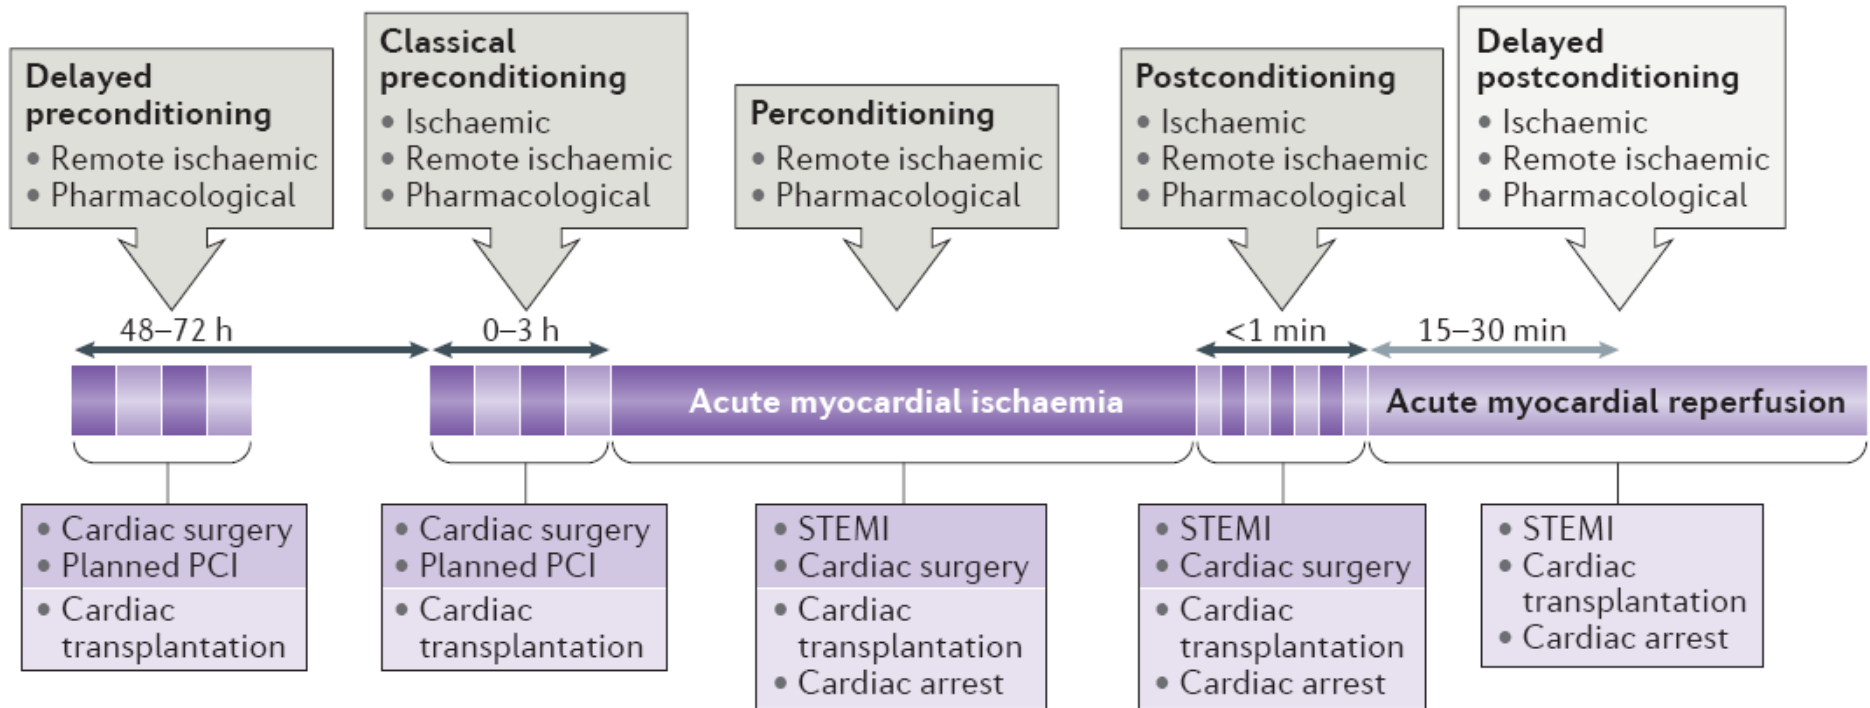 Delayed
preconditioning
• Remote ischaemic
• Pharmacological
Classical
preconditioning
• Ischaemic
• Remote ischaemic
• Pharmacological
Perconditioning
• Remote ischaemic
• Pharmacological
Postconditioning
• Ischaemic
• Remote ischaemic
• Pharmacological
Delayed
postconditioning
• Ischaemic
• Remote ischaemic
• Pharmacological
48–72 h
0–3 h
<1 min
15–30 min
Acute myocardial ischaemia
Acute myocardial reperfusion
• Cardiac surgery
• Planned PCI
• Cardiac
transplantation
• Cardiac surgery
• Planned PCI
• Cardiac
transplantation
• STEMI
• Cardiac surgery
• Cardiac
transplantation
• Cardiac arrest
• STEMI
• Cardiac surgery
• Cardiac
transplantation
• Cardiac arrest
• STEMI
• Cardiac
transplantation
• Cardiac arrest